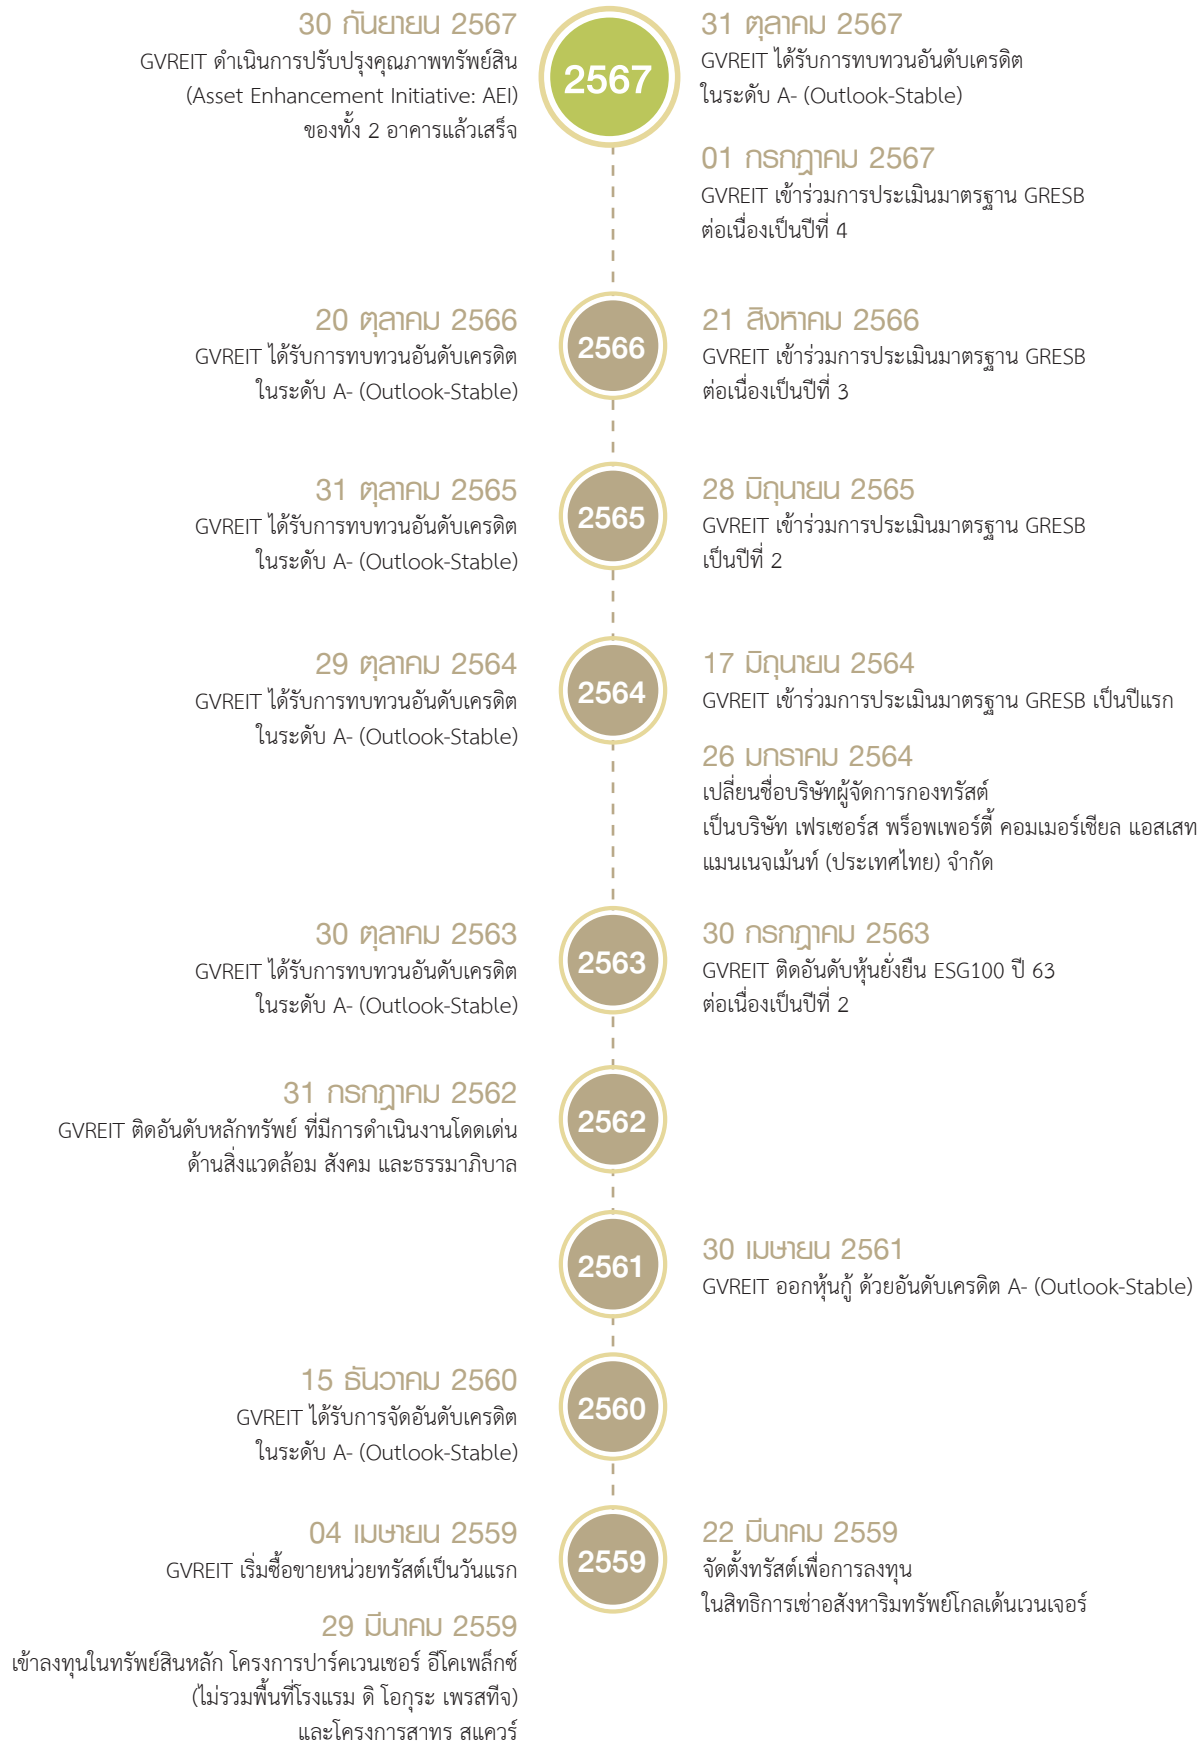 30 กันยายน 2567
GVREIT ดำเนินการปรับปรุงคุณภาพทรัพย์สิน
(Asset Enhancement Initiative: AEI)
ของทั้ง 2 อาคารแล้วเสร็จ
2567
31 ตุลาคม 2567
GVREIT ได้รับการทบทวนอันดับเครดิต
ในระดับ A- (Outlook-Stable)
01 กรกฎาคม 2567
GVREIT เข้าร่วมการประเมินมาตรฐาน GRESB
ต่อเนื่องเป็นปีที่ 4
20 ตุลาคม 2566
GVREIT ได้รับการทบทวนอันดับเครดิต
ในระดับ A- (Outlook-Stable)
2566
21 สิงหาคม 2566
GVREIT เข้าร่วมการประเมินมาตรฐาน GRESB
ต่อเนื่องเป็นปีที่ 3
31 ตุลาคม 2565
GVREIT ได้รับการทบทวนอันดับเครดิต
ในระดับ A- (Outlook-Stable)
2565
28 มิถุนายน 2565
GVREIT เข้าร่วมการประเมินมาตรฐาน GRESB
เป็นปีที่ 2
29 ตุลาคม 2564
GVREIT ได้รับการทบทวนอันดับเครดิต
ในระดับ A- (Outlook-Stable)
2564
17 มิถุนายน 2564
GVREIT เข้าร่วมการประเมินมาตรฐาน GRESB เป็นปีแรก
26 มกราคม 2564
เปลี่ยนชื่อบริษัทผู้จัดการกองทรัสต์
เป็นบริษัท เฟรเซอร์ส พร็อพเพอร์ตี้ คอมเมอร์เชียล แอสเสท
แมนเนจเม้นท์ (ประเทศไทย) จำกัด
30 ตุลาคม 2563
GVREIT ได้รับการทบทวนอันดับเครดิต
ในระดับ A- (Outlook-Stable)
2563
30 กรกฎาคม 2563
GVREIT ติดอันดับหุ้นยั่งยืน ESG100 ปี 63
ต่อเนื่องเป็นปีที่ 2
31 กรกฎาคม 2562
GVREIT ติดอันดับหลักทรัพย์ ที่มีการดำเนินงานโดดเด่น
ด้านสิ่งแวดล้อม สังคม และธรรมาภิบาล
2562
2561
30 เมษายน 2561
GVREIT ออกหุ้นกู้ ด้วยอันดับเครดิต A- (Outlook-Stable)
15 ธันวาคม 2560
GVREIT ได้รับการจัดอันดับเครดิต
ในระดับ A- (Outlook-Stable)
2560
04 เมษายน 2559
GVREIT เริ่มซื้อขายหน่วยทรัสต์เป็นวันแรก
29 มีนาคม 2559
เข้าลงทุนในทรัพย์สินหลัก โครงการปาร์คเวนเชอร์ อีโคเพล็กซ์
(ไม่รวมพื้นที่โรงแรม ดิ โอกุระ เพรสทีจ)
และโครงการสาทร สแควร์
2559
22 มีนาคม 2559
จัดตั้งทรัสต์เพื่อการลงทุน
ในสิทธิการเช่าอสังหาริมทรัพย์โกลเด้นเวนเจอร์